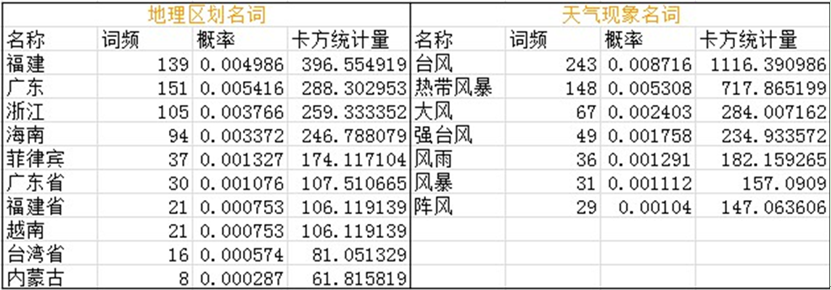 地理区划名词 天气现象名词
名称 词频 概率 卡方统计量 名称 词频 概率 卡方统计量
福建 139 0.004986 396.554919 台风 243 0.008716 1116.390986
广东 151 0.005416 288.302953 热带风暴 148 0.005308 717.865199
浙江 105 0.003766 259.333352 大风 67 0.002403 284.007162
海南 94 0.003372 246.788079 强台风 49 0.001758 234.933572
菲律宾 37 0.001327 174.117104 风雨 36 0.001291 182.159265
广东省 30 0.001076 107.510665 风暴 31 0.001112 157.0909
福建省 21 0.000753 106.119139 阵风 29 0.00104 147.063606
越南 21 0.000753 106.119139
台湾省 16 0.000574 81.051329
内蒙古 8 0.000287 61.815819